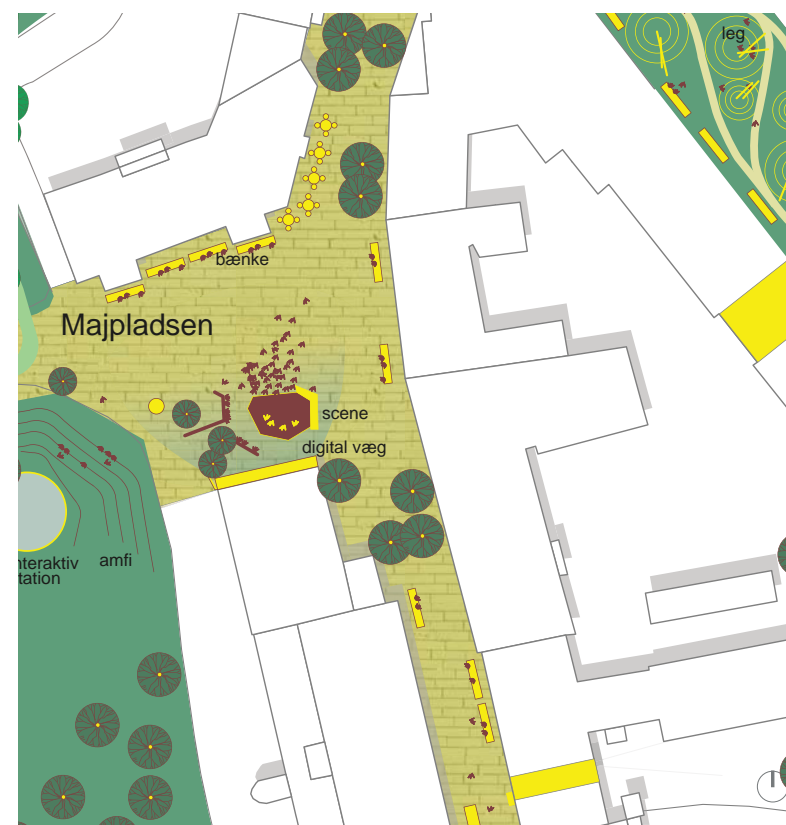 leg
bænke
Majpladsen
scene
digital væg
nteraktiv
tation
amfi